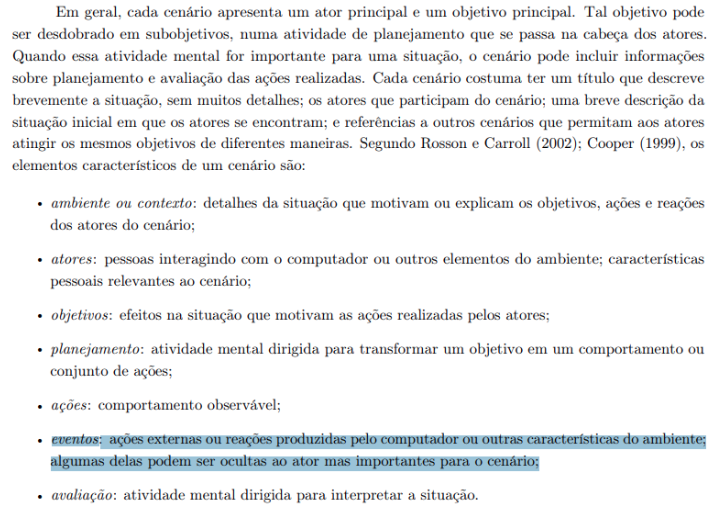 Em geral, cada cenário apresenta um ator principal e um objetivo principal. Tal objetivo pode
ser desdobrado em subobjetivos, numa atividade de planejamento que se passa na cabeça dos atores.
Quando essa atividade mental for importante para uma situação, o cenário pode incluir informações
sobre planejamento e avaliação das ações realizadas. Cada cenário costuma ter um título que descreve
brevemente a situação, sem muitos detalhes; os atores que participam do cenário; uma breve descrição da
situação inicial em que os atores se encontram; e referências a outros cenários que permitam aos atores
atingir os mesmos objetivos de diferentes maneiras. Segundo Rosson e Carroll (2002); Cooper (1999), os
elementos característicos de um cenário são:
• ambiente ou contexto: detalhes da situação que motivam ou explicam os objetivos, ações e reações
dos atores do cenário;
• atores: pessoas interagindo com o computador ou outros elementos do ambiente; características
pessoais relevantes ao cenário;
• objetivos: efeitos na situação que motivam as ações realizadas pelos atores;
• planejamento: atividade mental dirigida para transformar um objetivo em um comportamento ou
conjunto de ações;
• ações: comportamento observável;
• eventos: ações externas ou reações produzidas pelo computador ou outras características do ambiente;
algumas delas podem ser ocultas ao ator mas importantes para o cenário;
• avaliação: atividade mental dirigida para interpretar a situação.